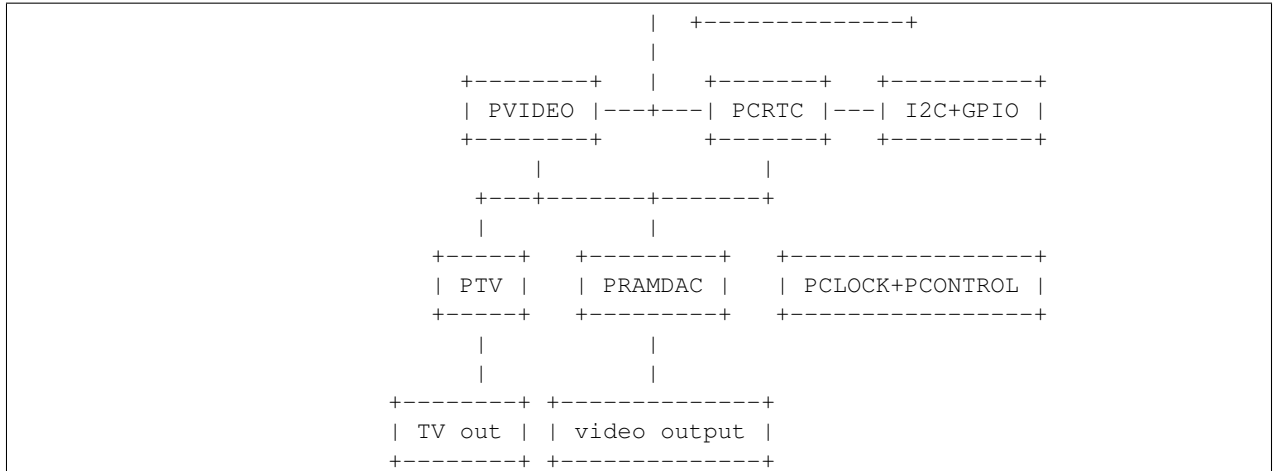 |  +--------------+
                  |
     +--------+   |   +-------+   +----------+
     | PVIDEO |---+---| PCRTC |---| I2C+GPIO |
     +--------+       +-------+   +----------+
          |               |
      +---+-------+-------+
      |           |
   +-----+   +---------+   +-----------------+
   | PTV |   | PRAMDAC |   | PCLOCK+PCONTROL |
   +-----+   +---------+   +-----------------+
      |           |
      |           |
+--------+ +--------------+
| TV out | | video output |
+--------+ +--------------+